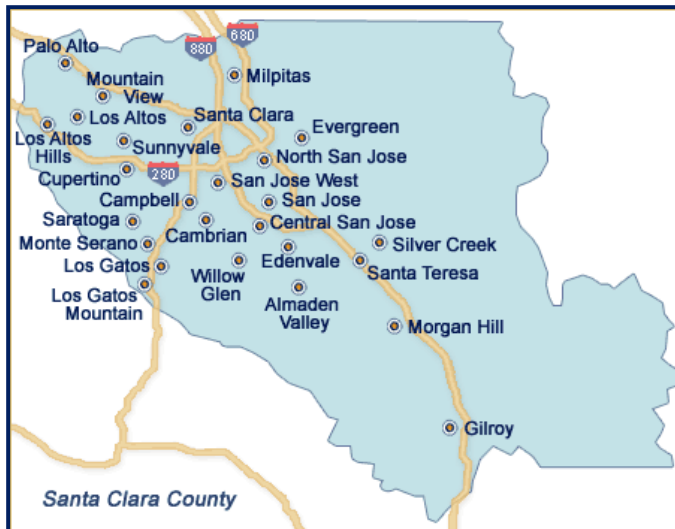 880
680
Palo Alto
Milpitas
Mountain
View
Los Altos
Santa Clara
Evergreen
Los Altos
Hills
Sunnyvale
North San Jose
Cupertino
280
San Jose West
Campbell
San Jose
Saratoga
Cambrian
Central San Jose
Monte Serano
Silver Creek
Edenvale
Los Gatos
Willow
Glen
Santa Teresa
Los Gatos
Mountain
Almaden
Valley
Morgan Hill
Gilroy
Santa Clara County